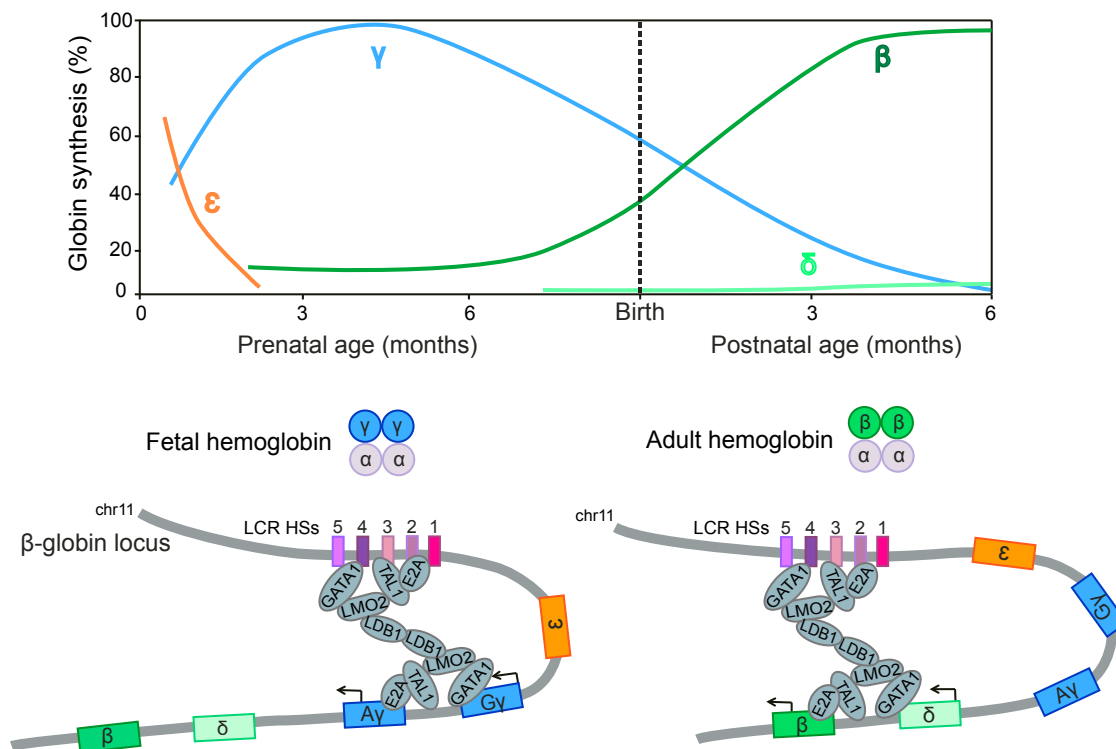 Globin synthesis (%)
100
80
60
40
20
0
γ
β
ε
δ
0 3 6 Birth 3 6
Prenatal age (months) Postnatal age (months)
Fetal hemoglobin
γ γ
α α
Adult hemoglobin
β β
α α
chr11
β-globin locus
LCR HSs 5 4 3 2 1
GATA1
TAL1
E2A
LMO2
LDB1
LDB1
LMO2
E2A
TAL1
GATA1
ε
Gγ
Aγ
δ
β
chr11
LCR HSs 5 4 3 2 1
GATA1
TAL1
E2A
LMO2
LDB1
LDB1
LMO2
E2A
TAL1
GATA1
ε
Gγ
Aγ
δ
β